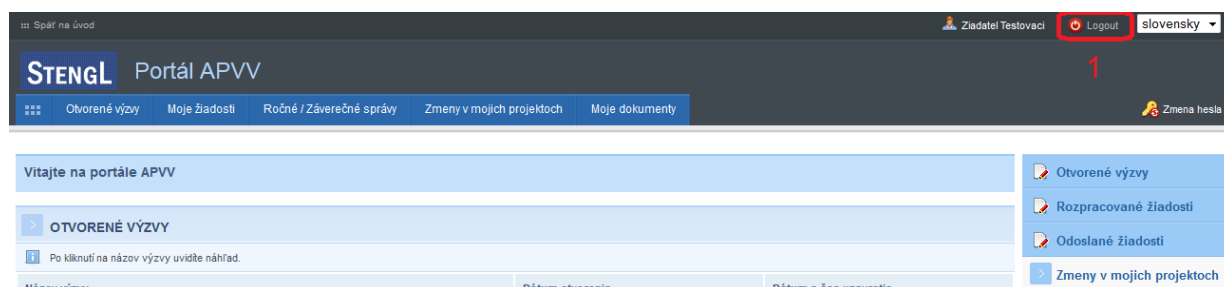 Späť na úvod
Ziadatel Testovaci
Logout
slovensky
1
STENGL Portál APVV
Otvorené výzvy
Moje žiadosti
Ročné / Záverečné správy
Zmeny v mojich projektoch
Moje dokumenty
Zmena hesla
Vitajte na portále APVV
Otvorené výzvy
Rozpracované žiadosti
OTVORENÉ VÝZVY
Odoslané žiadosti
Po kliknutí na názov výzvy uvidíte náhľad.
Zmeny v mojich projektoch